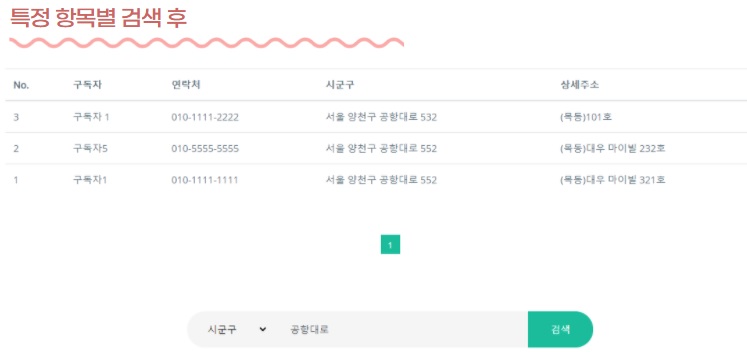 특정 항목별 검색 후
No. 구독자 연락처 시군구 상세주소
3 구독자 1 010-1111-2222 서울 양천구 공항대로 532 (목동)101호
2 구독자5 010-5555-5555 서울 양천구 공항대로 552 (목동)대우 마이빌 232호
1 구독자1 010-1111-1111 서울 양천구 공항대로 552 (목동)대우 마이빌 321호
1
시군구 공항대로 검색